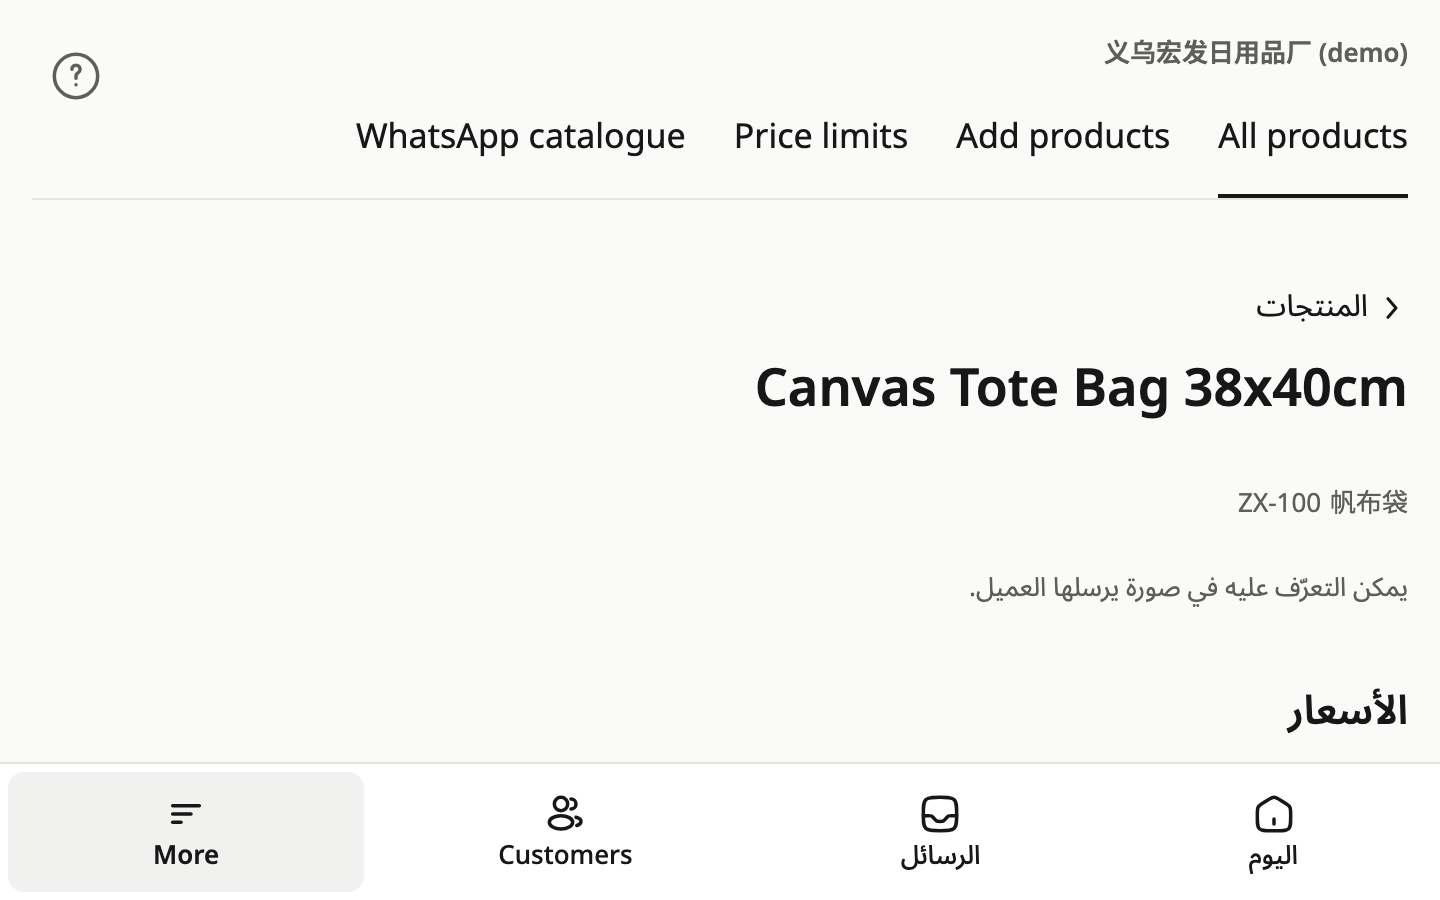 义乌宏发日用品厂 (demo)
All products
Add products
Price limits
WhatsApp catalogue
المنتجات
Canvas Tote Bag 38x40cm
ZX-100 帆布袋
يمكن التعرّف عليه في صورة يرسلها العميل.
الأسعار
اليوم
الرسائل
Customers
More